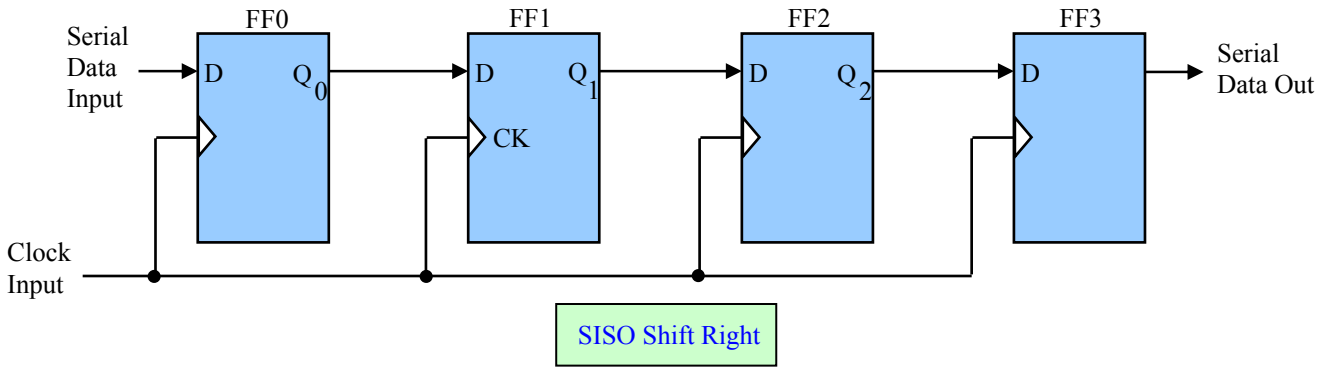 FF0
FF1
FF2
FF3
Serial
Data
Input
D
Q0
D
Q1
D
Q2
D
Serial
Data Out
CK
Clock
Input
SISO Shift Right